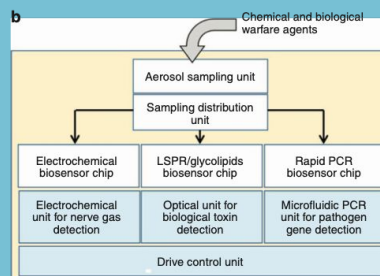 b
Chemical and biological
warfare agents
Aerosol sampling unit
Sampling distribution
unit
Electrochemical
biosensor chip
LSPR/glycolipids
biosensor chip
Rapid PCR
biosensor chip
Electrochemical
unit for nerve gas
detection
Optical unit for
biological toxin
detection
Microfluidic PCR
unit for pathogen
gene detection
Drive control unit